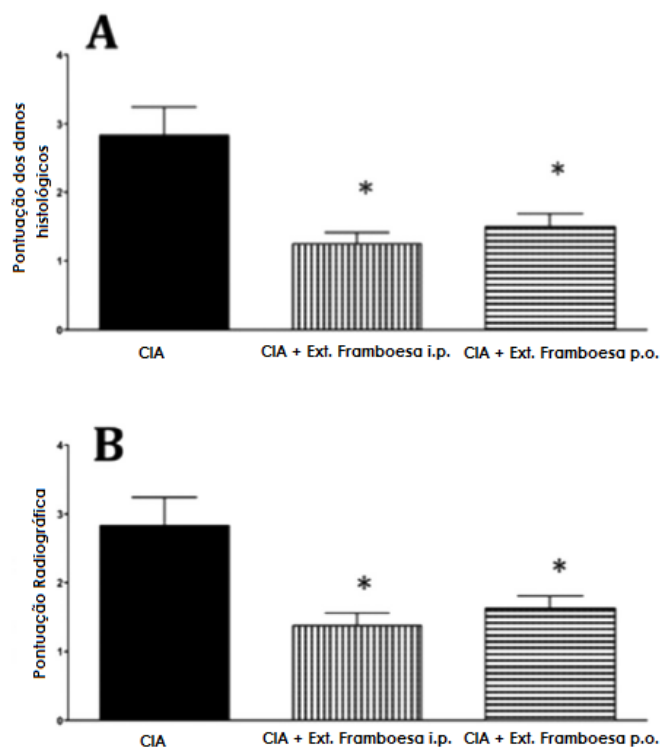 A
4
3
2
1
0
Pontuação dos danos
histológicos
*
*
CIA
CIA + Ext. Framboesa i.p.
CIA + Ext. Framboesa p.o.
B
4
3
2
1
0
Pontuação Radiográfica
*
*
CIA
CIA + Ext. Framboesa i.p.
CIA + Ext. Framboesa p.o.